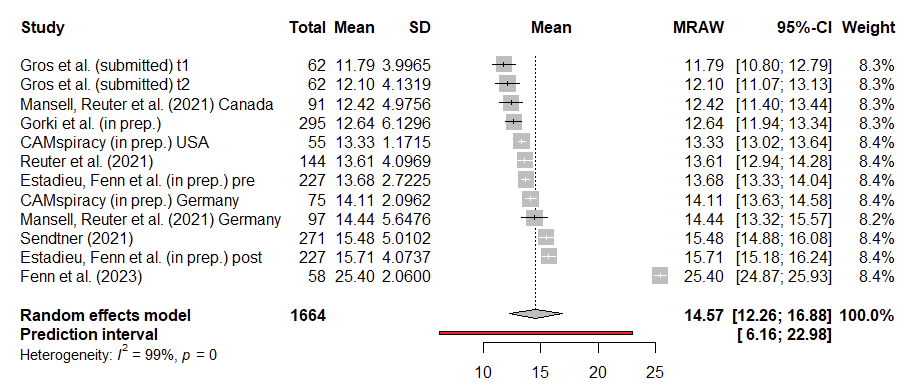 Study Total Mean SD Mean MRAW 95%-CI Weight
Gros et al. (submitted) t1 62 11.79 3.9965 11.79 [10.80; 12.79] 8.3%
Gros et al. (submitted) t2 62 12.10 4.1319 12.10 [11.07; 13.13] 8.3%
Mansell, Reuter et al. (2021) Canada 91 12.42 4.9756 12.42 [11.40; 13.44] 8.3%
Gorki et al. (in prep.) 295 12.64 6.1296 12.64 [11.94; 13.34] 8.3%
CAMspiracy (in prep.) USA 55 13.33 1.1715 13.33 [13.02; 13.64] 8.4%
Reuter et al. (2021) 144 13.61 4.0969 13.61 [12.94; 14.28] 8.4%
Estadieu, Fenn et al. (in prep.) pre 227 13.68 2.7225 13.68 [13.33; 14.04] 8.4%
CAMspiracy (in prep.) Germany 75 14.11 2.0962 14.11 [13.63; 14.58] 8.4%
Mansell, Reuter et al. (2021) Germany 97 14.44 5.6476 14.44 [13.32; 15.57] 8.2%
Sendtner (2021) 271 15.48 5.0102 15.48 [14.88; 16.08] 8.4%
Estadieu, Fenn et al. (in prep.) post 227 15.71 4.0737 15.71 [15.18; 16.24] 8.4%
Fenn et al. (2023) 58 25.40 2.0600 25.40 [24.87; 25.93] 8.4%
Random effects model 1664 14.57 [12.26; 16.88] 100.0%
Prediction interval [ 6.16; 22.98]
Heterogeneity: I² = 99%, p = 0
10 15 20 25